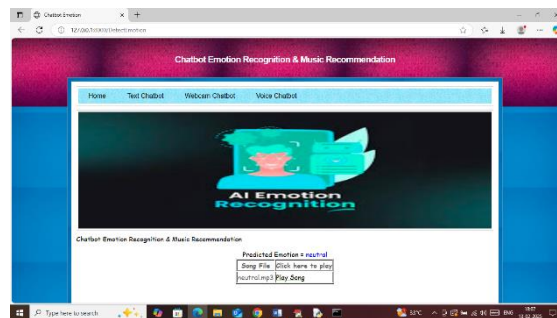 Chatbot Emotion
Chatbot Emotion Recognition & Music Recommendation
Home Text Chatbot Webcam Chatbot Voice Chatbot
AI Emotion
Recognition
Chatbot Emotion Recognition & Music Recommendation
Predicted Emotion = neutral
Song File Click here to play
neutral.mp3 Play Song
Type here to search
ENG